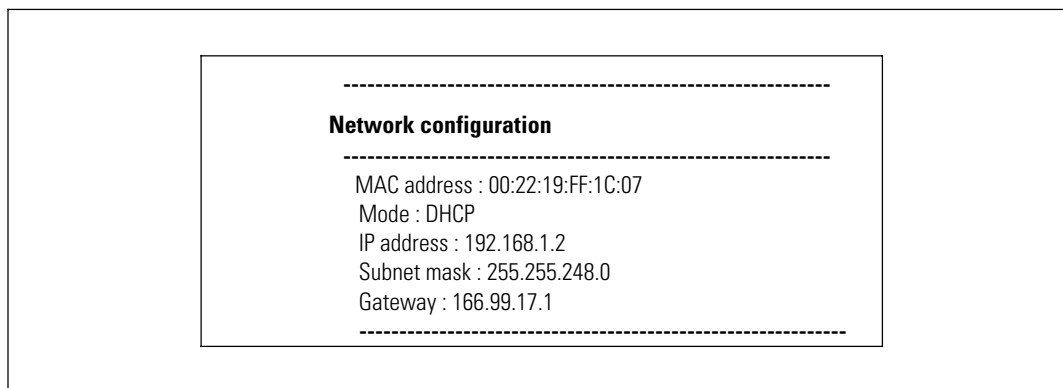 ------------------------------------------------------------
Network configuration
------------------------------------------------------------
MAC address : 00:22:19:FF:1C:07
Mode : DHCP
IP address : 192.168.1.2
Subnet mask : 255.255.248.0
Gateway : 166.99.17.1
------------------------------------------------------------